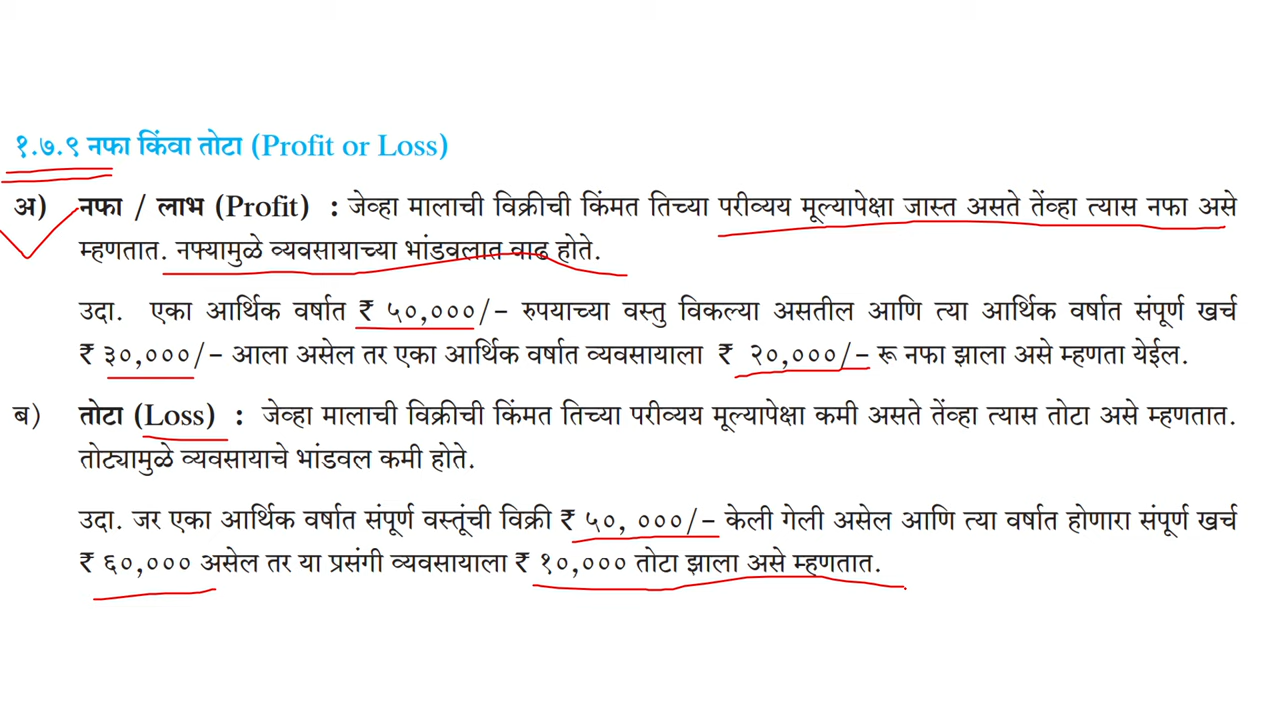 १.७.९ नफा किंवा तोटा (Profit or Loss)
अ) नफा / लाभ (Profit) : जेव्हा मालाची विक्रीची किंमत तिच्या परीव्यय मूल्यापेक्षा जास्त असते तेंव्हा त्यास नफा असे
म्हणतात. नफ्यामुळे व्यवसायाच्या भांडवलात वाढ होते.
उदा. एका आर्थिक वर्षात ₹ ५०,०००/– रुपयाच्या वस्तु विकल्या असतील आणि त्या आर्थिक वर्षात संपूर्ण खर्च
₹ ३०,०००/– आला असेल तर एका आर्थिक वर्षात व्यवसायाला ₹ २०,०००/– रू नफा झाला असे म्हणता येईल.
ब) तोटा (Loss) : जेव्हा मालाची विक्रीची किंमत तिच्या परीव्यय मूल्यापेक्षा कमी असते तेंव्हा त्यास तोटा असे म्हणतात.
तोट्यामुळे व्यवसायाचे भांडवल कमी होते.
उदा. जर एका आर्थिक वर्षात संपूर्ण वस्तूंची विक्री ₹ ५०, ०००/– केली गेली असेल आणि त्या वर्षात होणारा संपूर्ण खर्च
₹ ६०,००० असेल तर या प्रसंगी व्यवसायाला ₹ १०,००० तोटा झाला असे म्हणतात.